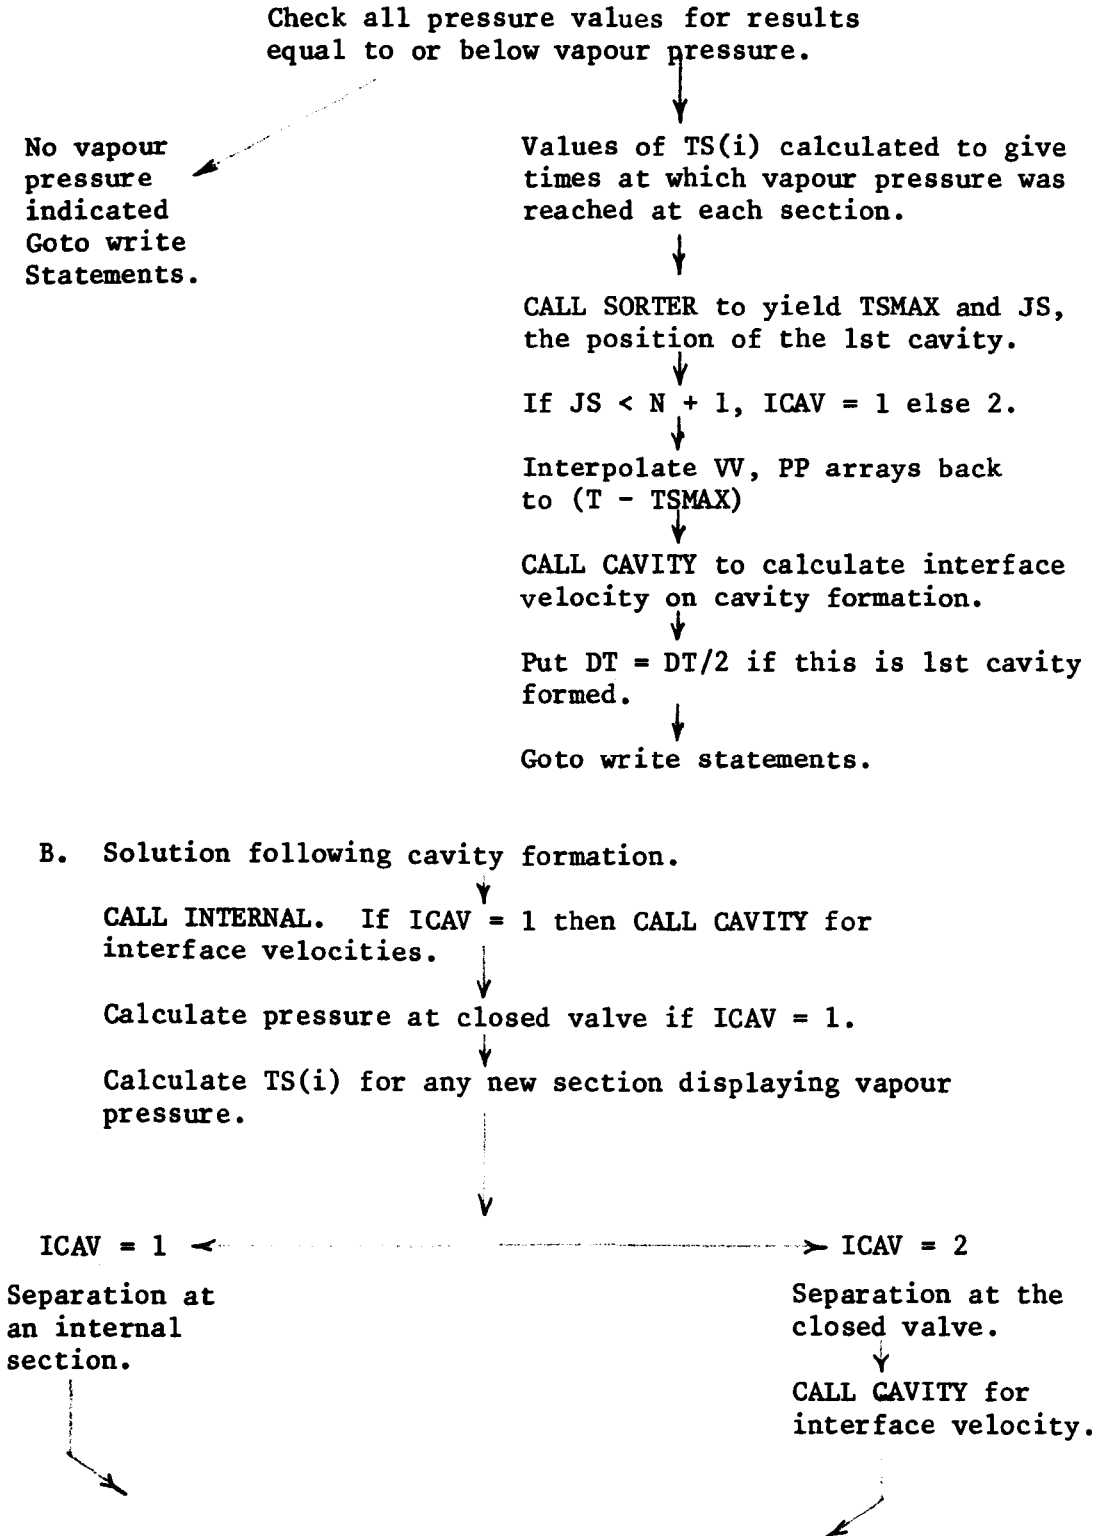 Check all pressure values for results
equal to or below vapour pressure.
No vapour
pressure
indicated
Goto write
Statements.
Values of TS(i) calculated to give
times at which vapour pressure was
reached at each section.
CALL SORTER to yield TSMAX and JS,
the position of the 1st cavity.
If JS < N + 1, ICAV = 1 else 2.
Interpolate VV, PP arrays back
to (T - TSMAX)
CALL CAVITY to calculate interface
velocity on cavity formation.
Put DT = DT/2 if this is 1st cavity
formed.
Goto write statements.
B. Solution following cavity formation.
CALL INTERNAL. If ICAV = 1 then CALL CAVITY for
interface velocities.
Calculate pressure at closed valve if ICAV = 1.
Calculate TS(i) for any new section displaying vapour
pressure.
ICAV = 1
Separation at
an internal
section.
ICAV = 2
Separation at the
closed valve.
CALL CAVITY for
interface velocity.